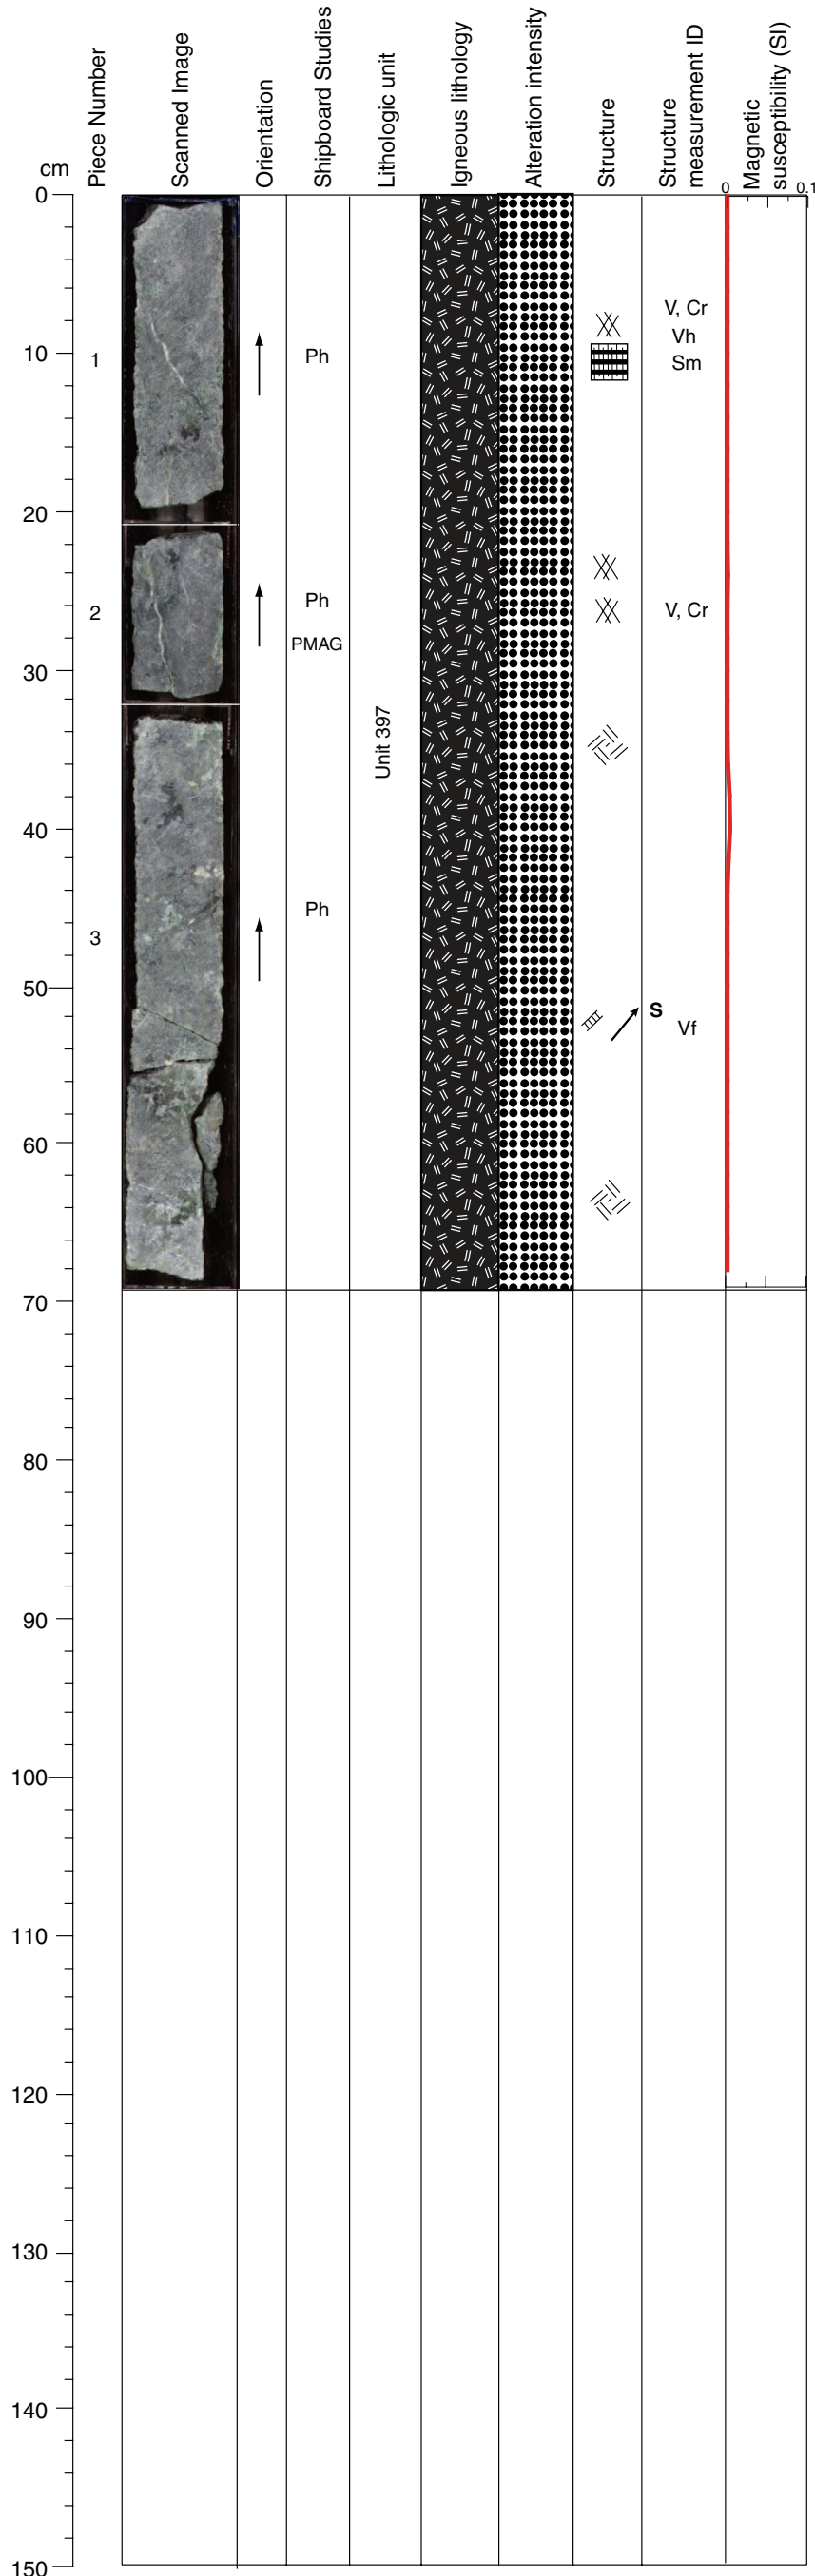 cm
Piece Number
Scanned Image
Orientation
Shipboard Studies
Lithologic unit
Igneous lithology
Alteration intensity
Structure
Structure
measurement ID
Magnetic
susceptibility (SI)
0 0.1
0
V, Cr
Vh
10
1
Ph
Sm
20
Ph
2
V, Cr
PMAG
30
Unit 397
40
Ph
3
50
S
Vf
60
70
80
90
100
110
120
130
140
150